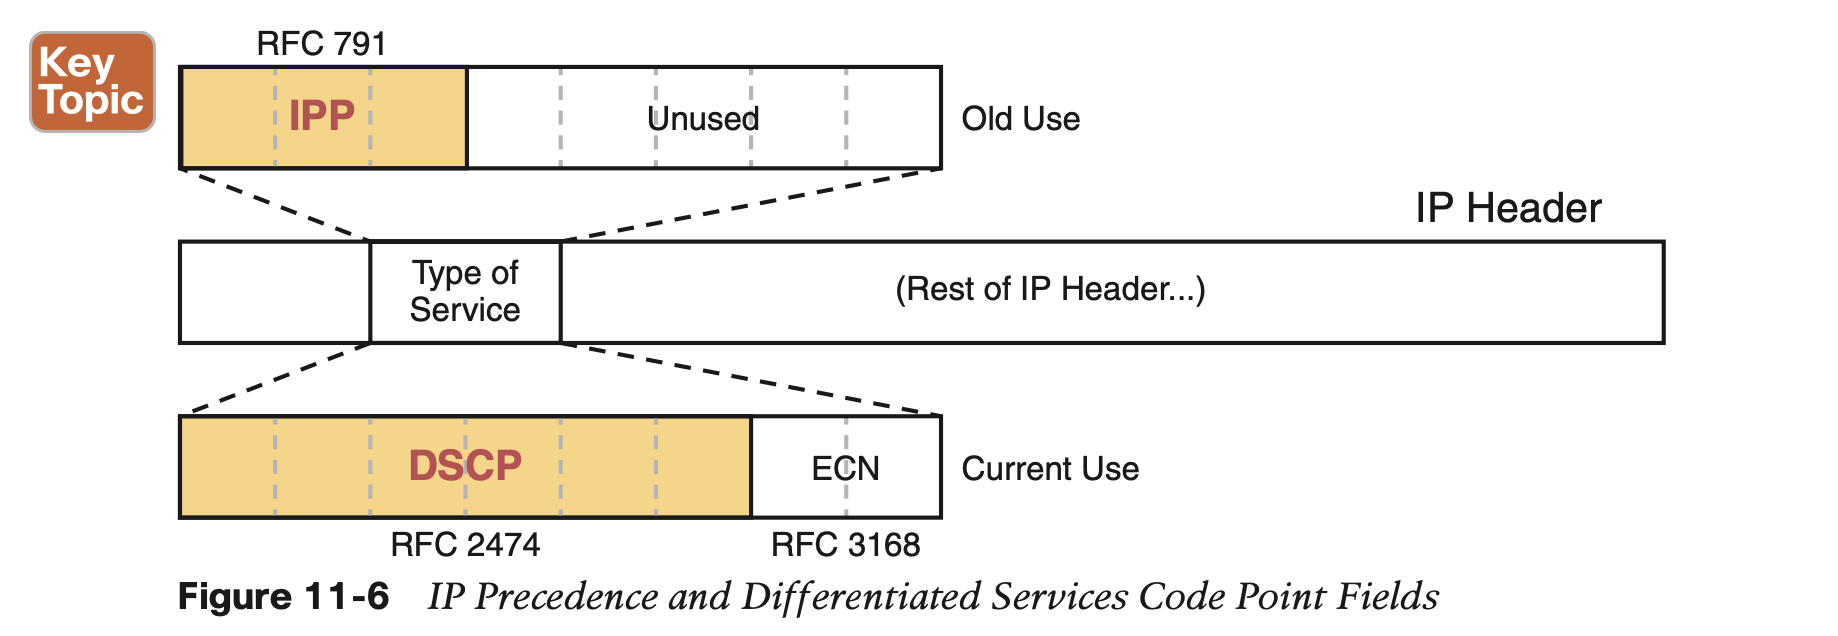 Key
Topic
RFC 791
IPP
Unused
Old Use
IP Header
Type of
Service
(Rest of IP Header...)
DSCP
ECN
Current Use
RFC 2474
RFC 3168
Figure 11-6 IP Precedence and Differentiated Services Code Point Fields